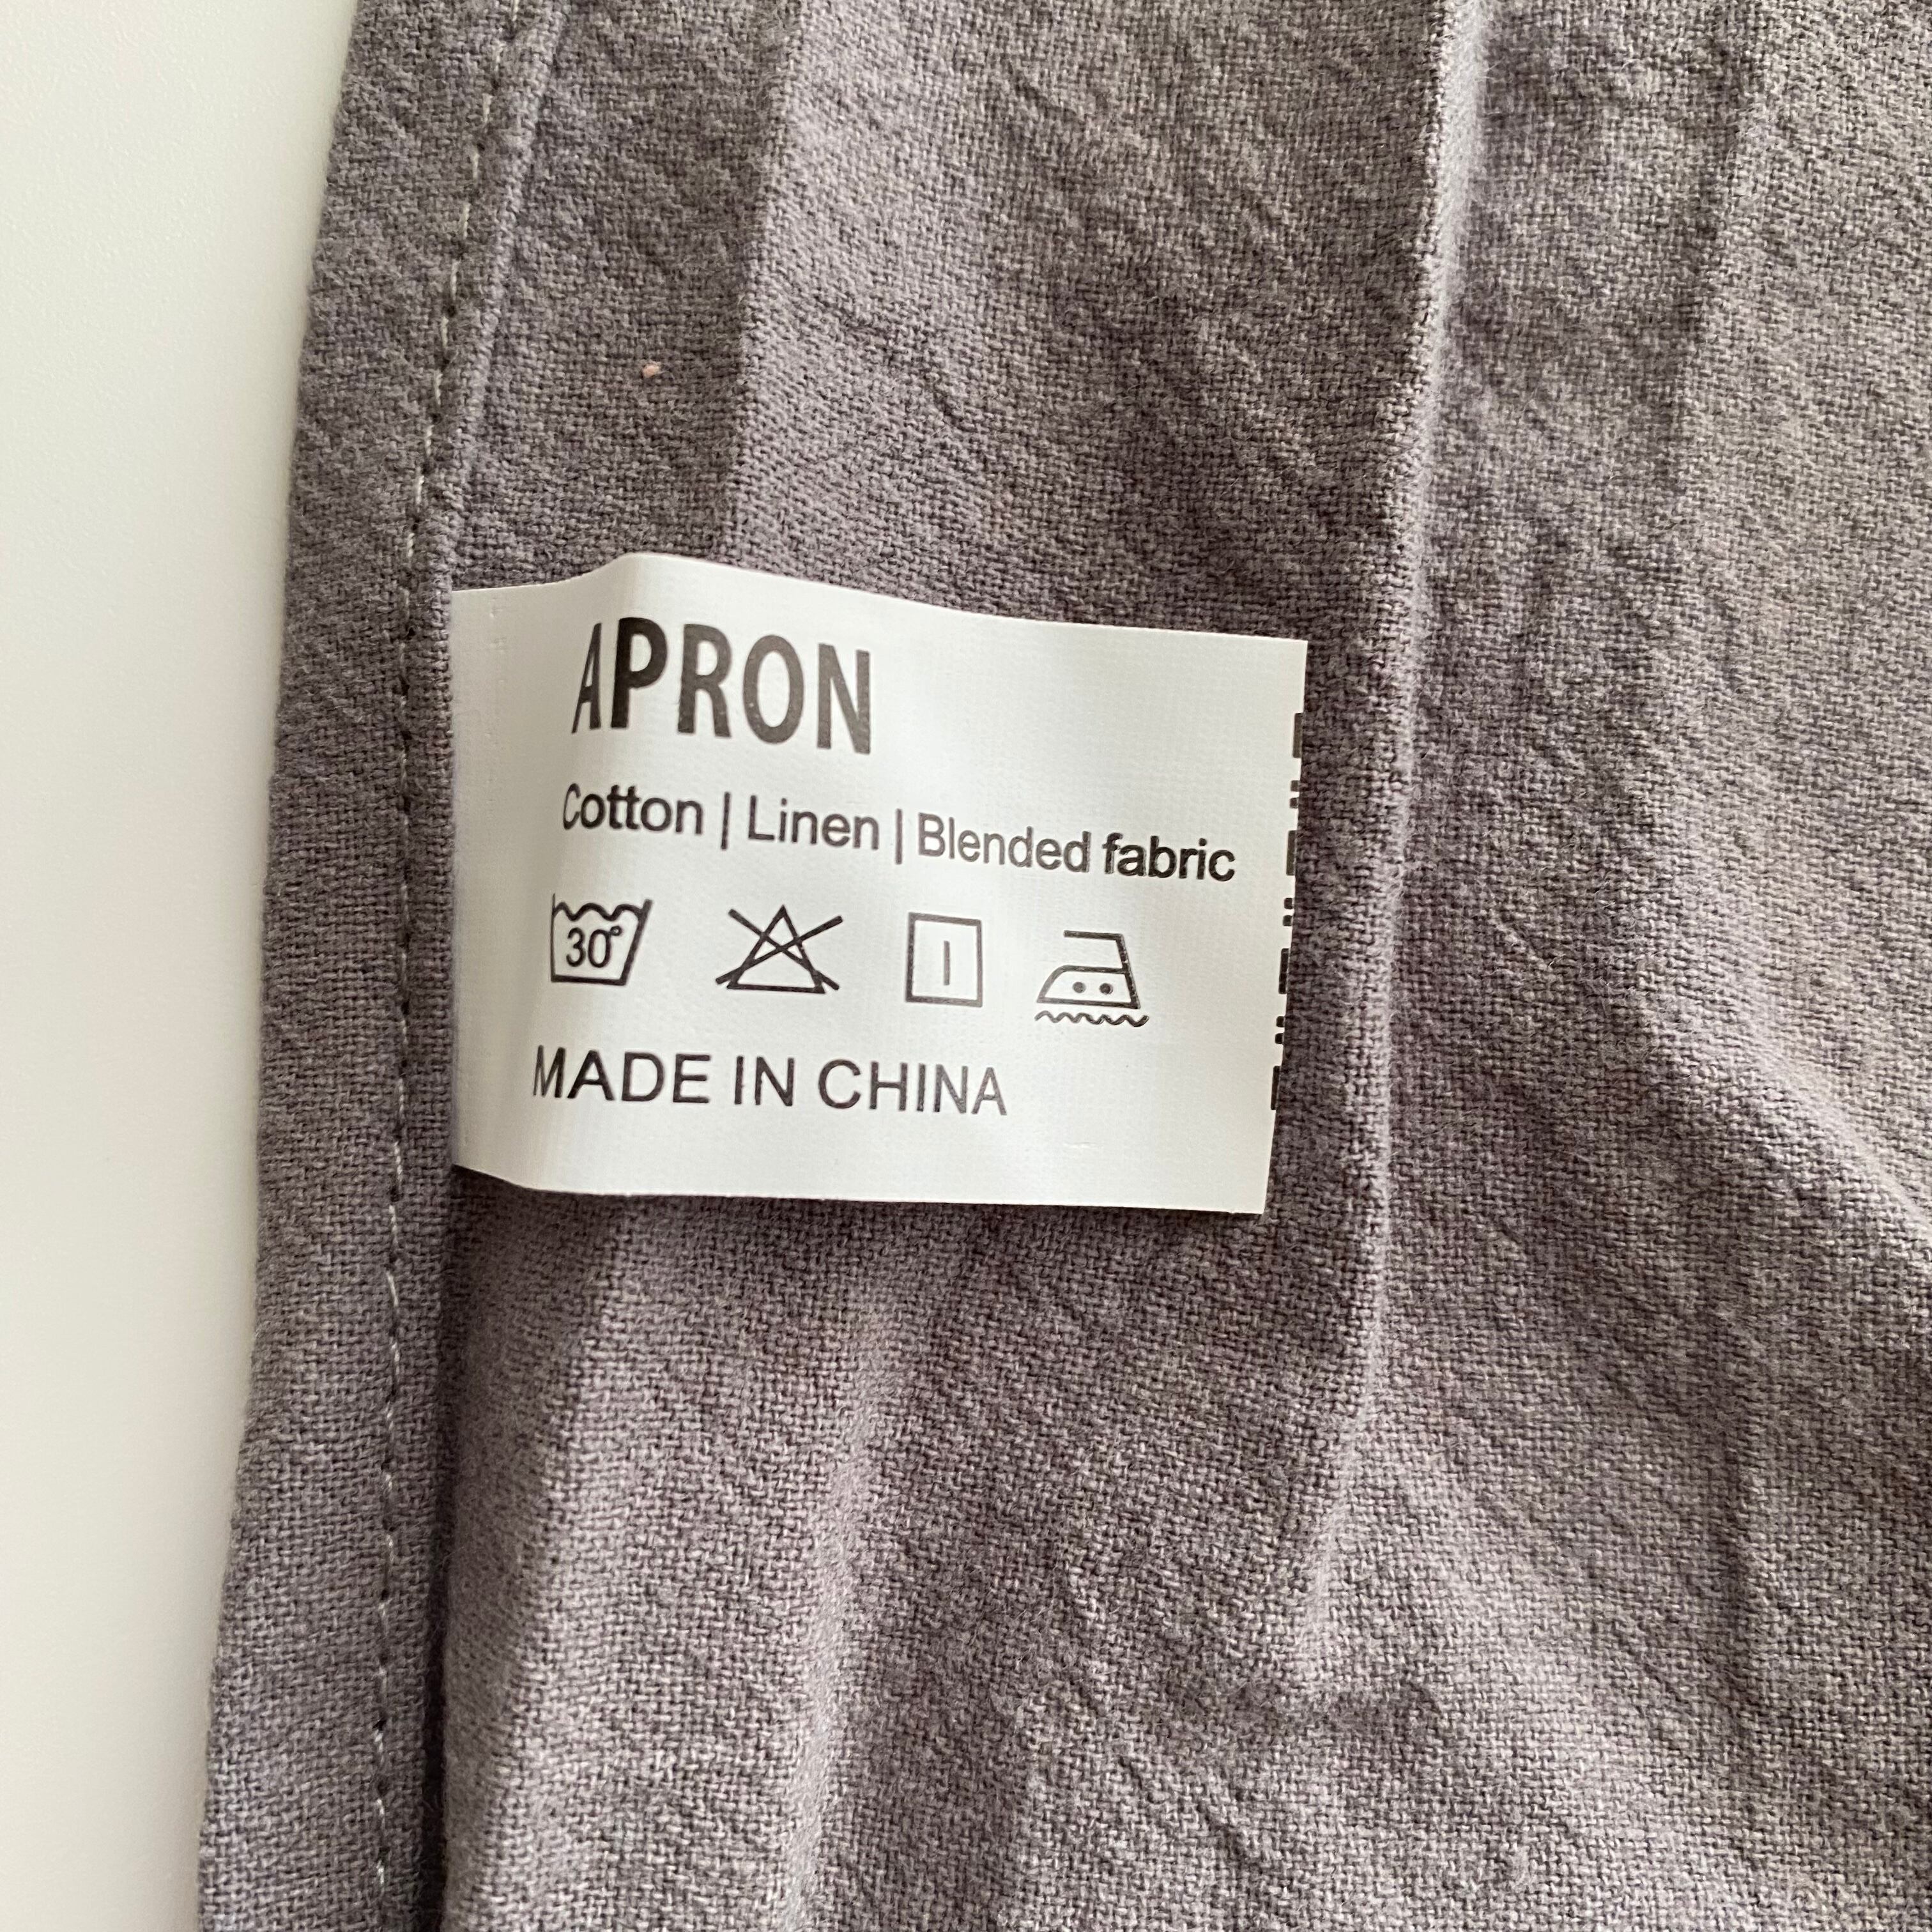 APRON
Cotton | Linen | Blended fabric
30°
MADE IN CHINA